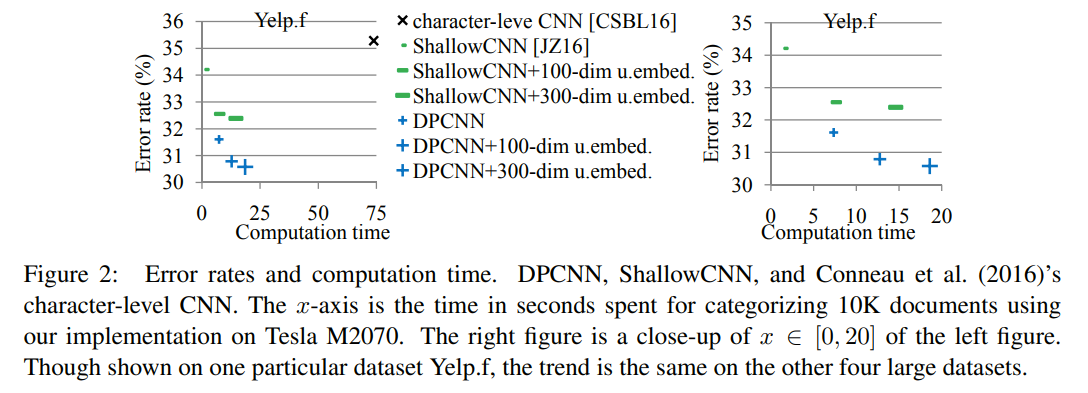 Yelp.f
36
35
34
33
32
31
30
Error rate (%)
0 25 50 75
Computation time
character-leve CNN [CSBL16]
ShallowCNN [JZ16]
ShallowCNN+100-dim u.embed.
ShallowCNN+300-dim u.embed.
DPCNN
DPCNN+100-dim u.embed.
DPCNN+300-dim u.embed.
Yelp.f
35
34
33
32
31
30
Error rate (%)
0 5 10 15 20
Computation time
Figure 2: Error rates and computation time. DPCNN, ShallowCNN, and Conneau et al. (2016)'s
character-level CNN. The x-axis is the time in seconds spent for categorizing 10K documents using
our implementation on Tesla M2070. The right figure is a close-up of x ∈ [0, 20] of the left figure.
Though shown on one particular dataset Yelp.f, the trend is the same on the other four large datasets.